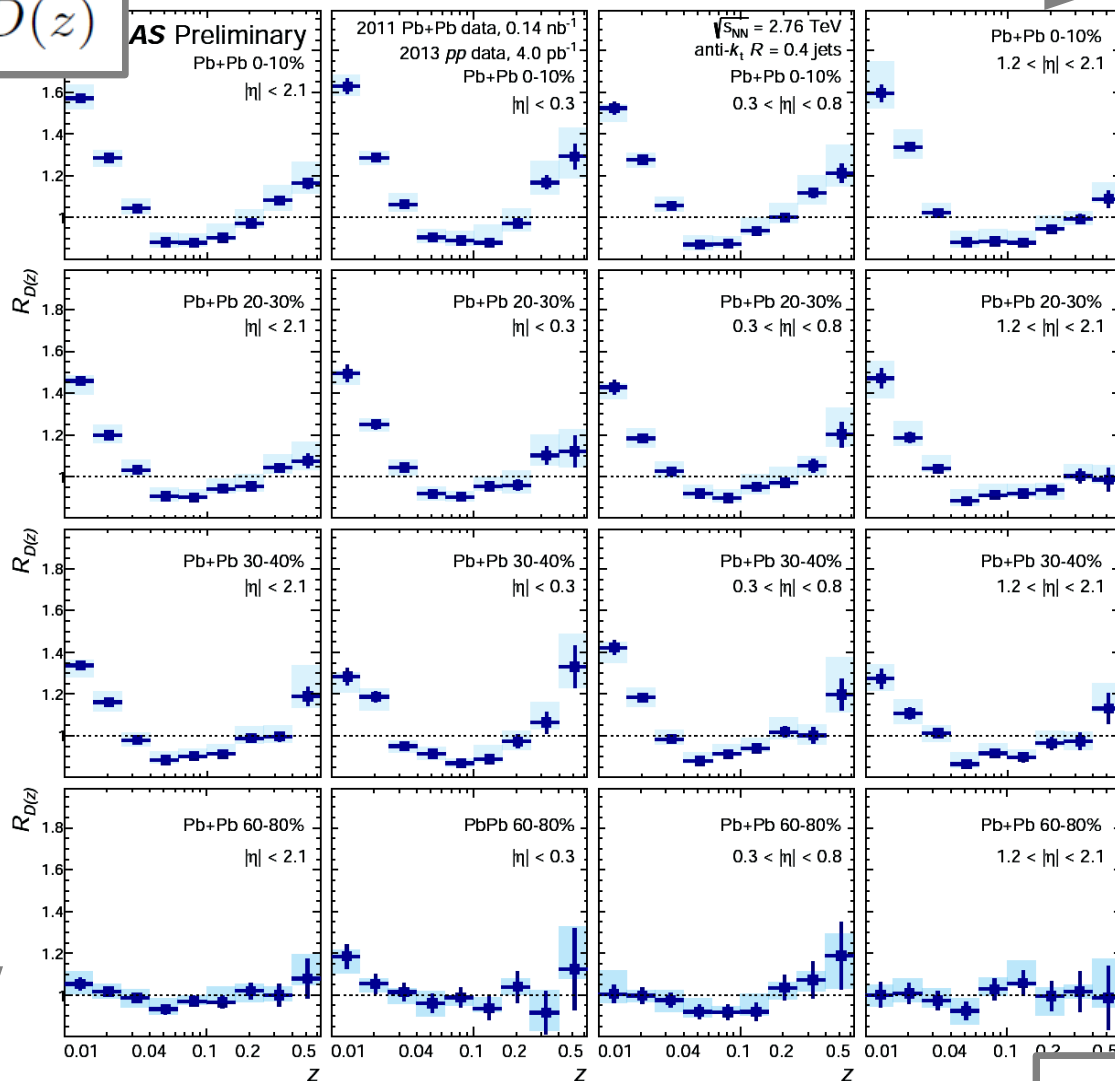 D(z)
AS Preliminary
Pb+Pb 0-10%
|η| < 2.1
2011 Pb+Pb data, 0.14 nb⁻¹
2013 pp data, 4.0 pb⁻¹
Pb+Pb 0-10%
|η| < 0.3
√sNN = 2.76 TeV
anti-kt R = 0.4 jets
Pb+Pb 0-10%
0.3 < |η| < 0.8
Pb+Pb 0-10%
1.2 < |η| < 2.1
1.6
1.4
1.2
1
RD(z)
Pb+Pb 20-30%
|η| < 2.1
Pb+Pb 20-30%
|η| < 0.3
Pb+Pb 20-30%
0.3 < |η| < 0.8
Pb+Pb 20-30%
1.2 < |η| < 2.1
1.8
1.6
1.4
1.2
1
RD(z)
Pb+Pb 30-40%
|η| < 2.1
Pb+Pb 30-40%
|η| < 0.3
Pb+Pb 30-40%
0.3 < |η| < 0.8
Pb+Pb 30-40%
1.2 < |η| < 2.1
1.8
1.6
1.4
1.2
1
RD(z)
Pb+Pb 60-80%
|η| < 2.1
PbPb 60-80%
|η| < 0.3
Pb+Pb 60-80%
0.3 < |η| < 0.8
Pb+Pb 60-80%
1.2 < |η| < 2.1
1.8
1.6
1.4
1.2
1
0.01 0.04 0.1 0.2 0.5
0.01 0.04 0.1 0.2 0.5
0.01 0.04 0.1 0.2 0.5
0.01 0.04 0.1 0.2
z z z